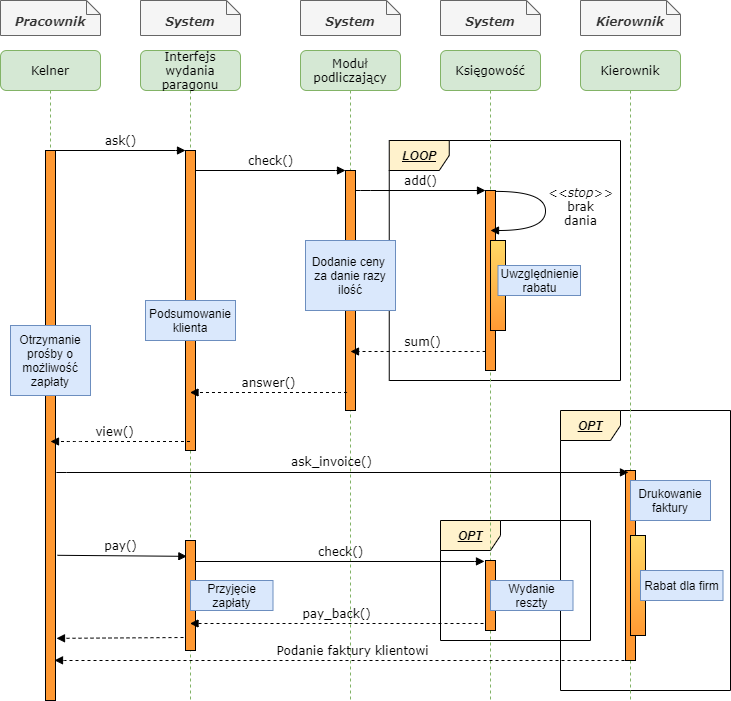 Pracownik
System
System
System
Kierownik
Kelner
Interfejs
wydania
paragonu
Moduł
podliczający
Księgowość
Kierownik
ask()
check()
LOOP
add()
<<stop>>
brak
dania
Dodanie ceny
za danie razy
ilość
Uwzględnienie
rabatu
Podsumowanie
klienta
Otrzymanie
prośby o
możliwość
zapłaty
sum()
answer()
view()
OPT
ask_invoice()
Drukowanie
faktury
OPT
pay()
check()
Przyjęcie
zapłaty
Wydanie
reszty
Rabat dla firm
pay_back()
Podanie faktury klientowi